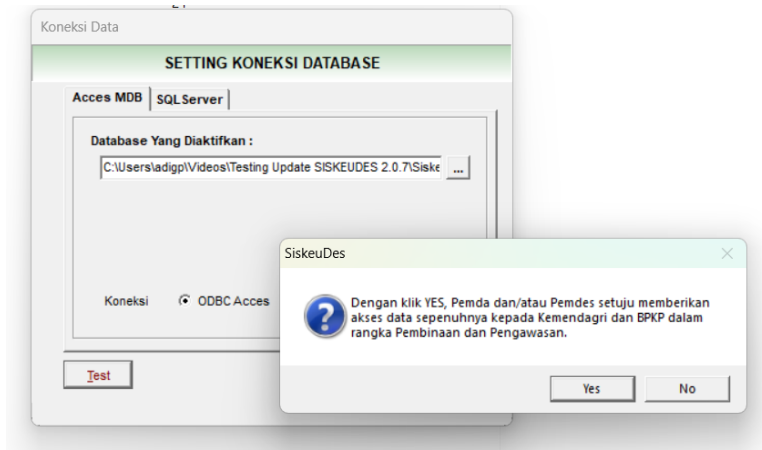 Koneksi Data
SETTING KONEKSI DATABASE
Acces MDB
SQLServer
Database Yang Diaktifkan :
C:\Users\adigp\Videos\Testing Update SISKEUDES 2.0.7\Siske
...
Koneksi
ODBC Acces
Test
SiskeuDes
Dengan klik YES, Pemda dan/atau Pemdes setuju memberikan
akses data sepenuhnya kepada Kemendagri dan BPKP dalam
rangka Pembinaan dan Pengawasan.
Yes
No